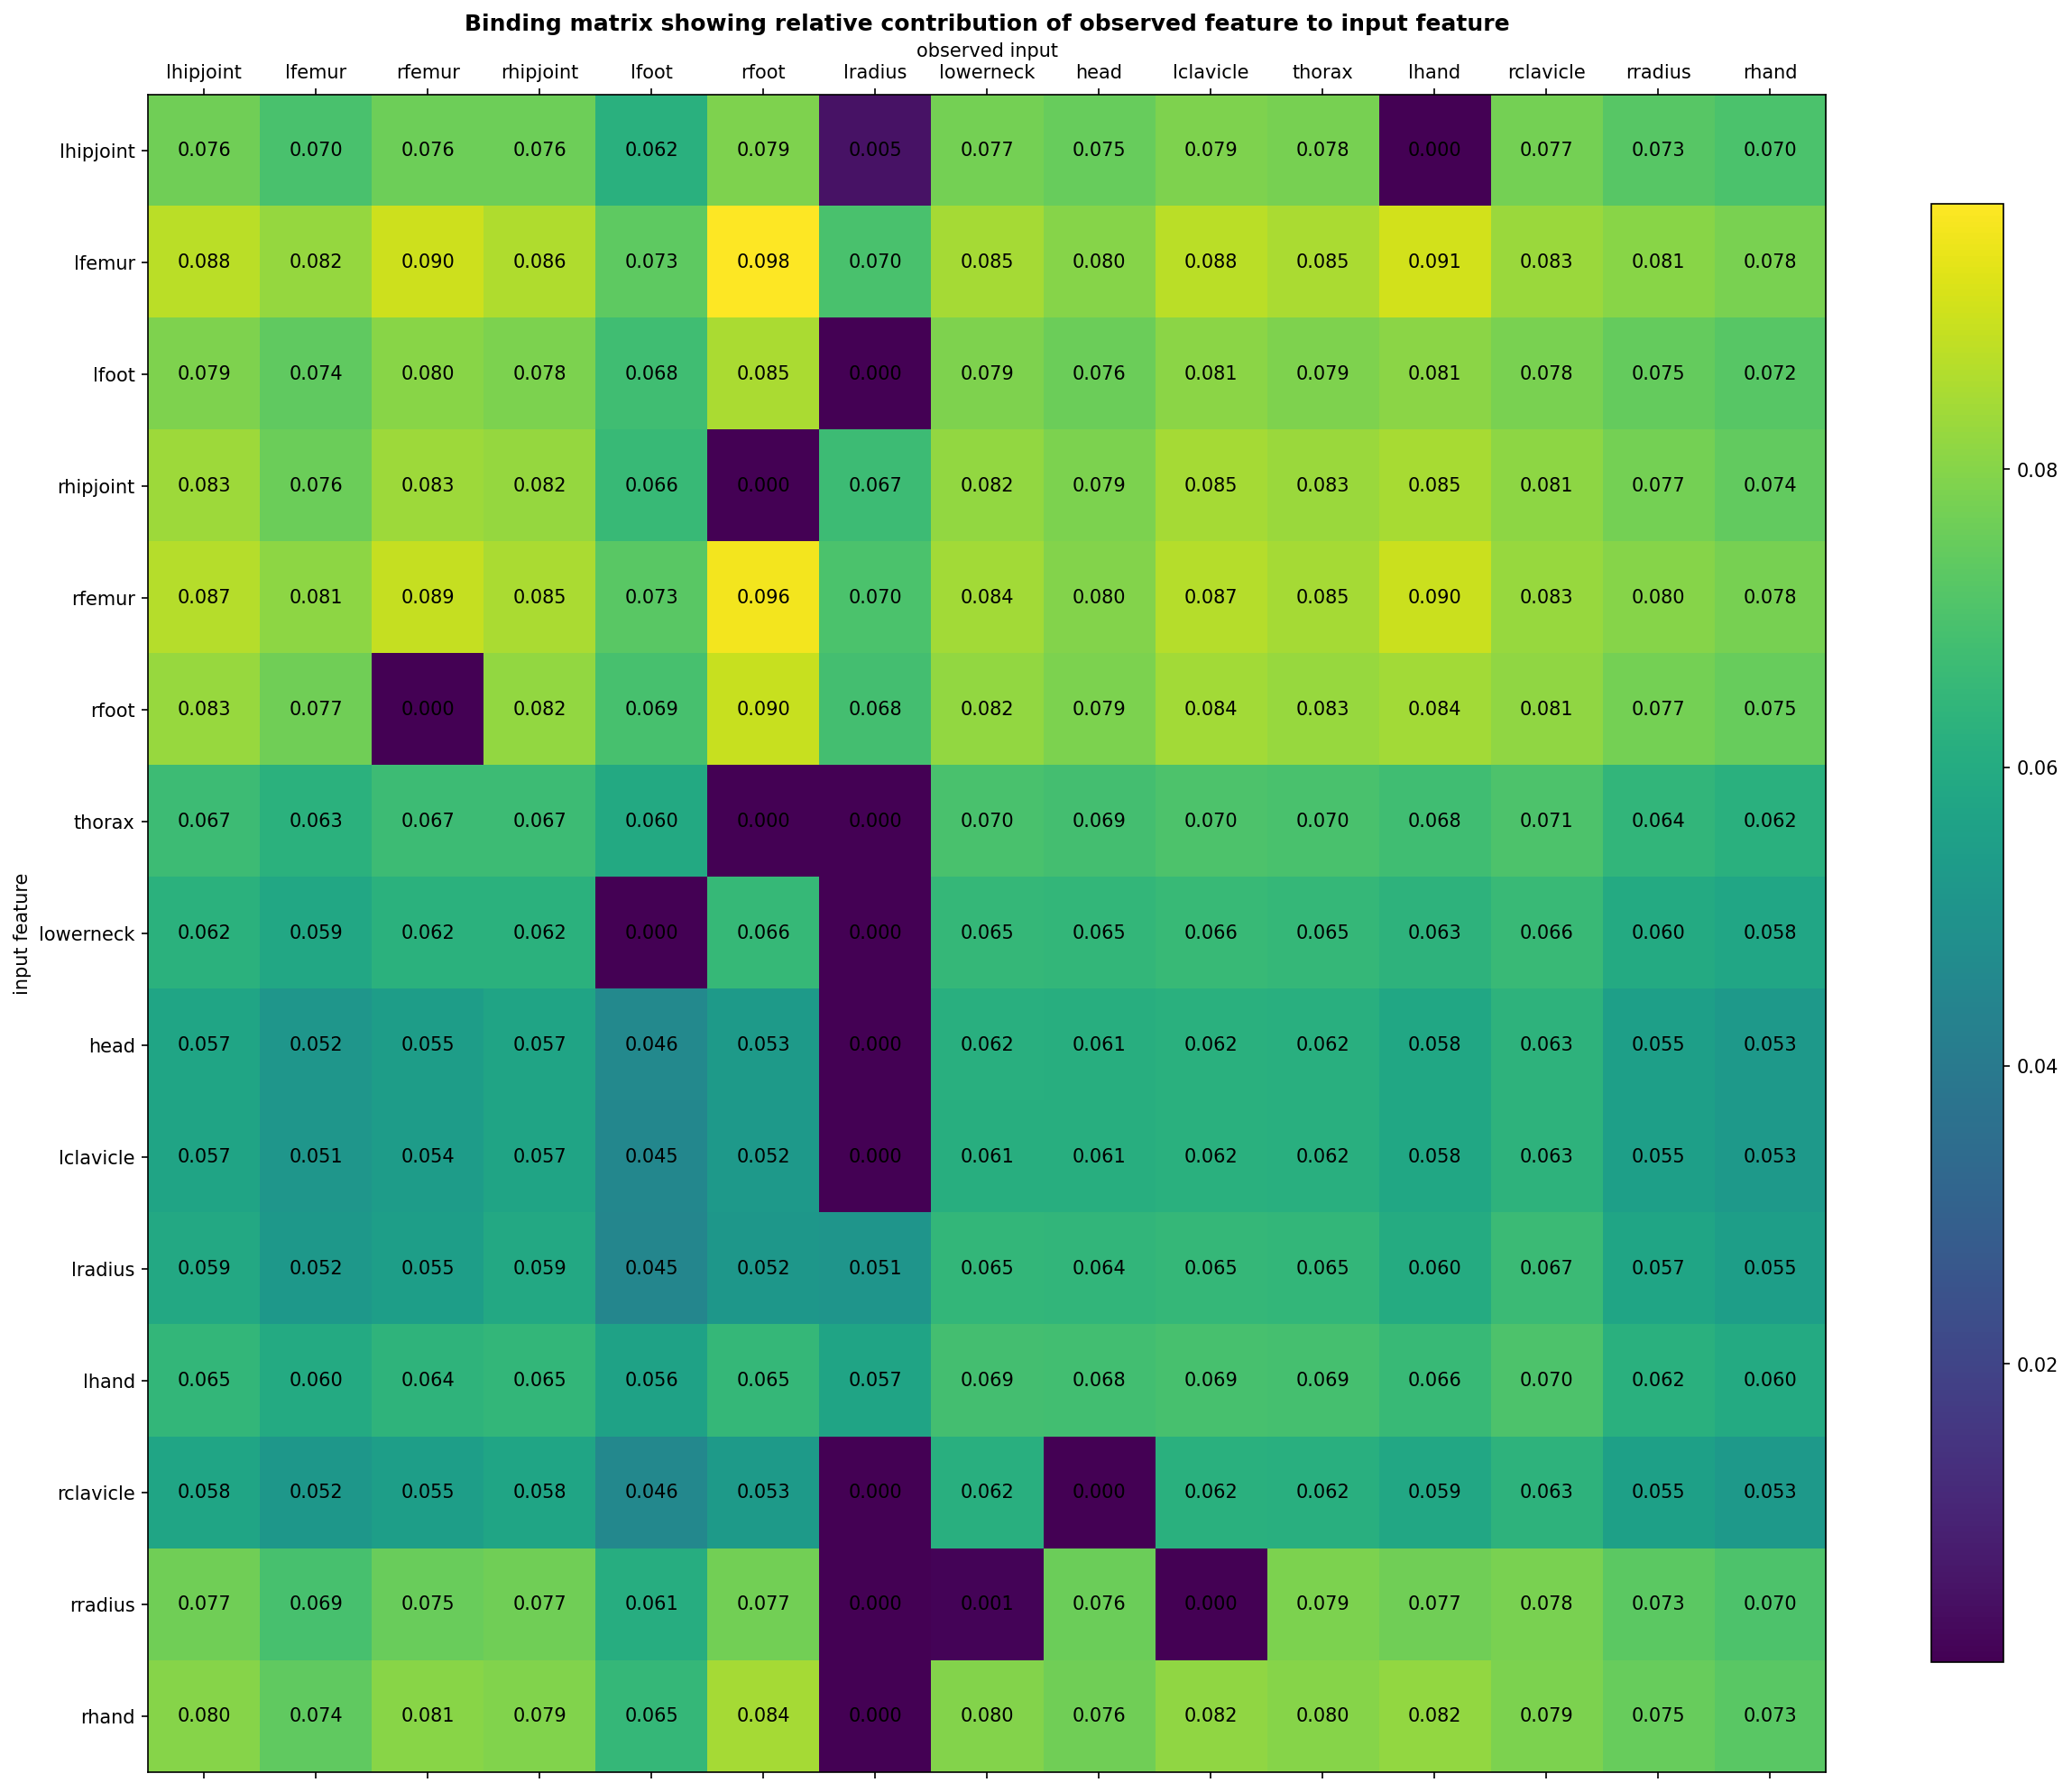 Binding matrix showing relative contribution of observed feature to input feature
observed input
lhipjoint lfemur rfemur rhipjoint lfoot rfoot lradius lowerneck head lclavicle thorax lhand rclavicle rradius rhand
lhipjoint 0.076 0.070 0.076 0.076 0.062 0.079 0.005 0.077 0.075 0.079 0.078 0.000 0.077 0.073 0.070
lfemur 0.088 0.082 0.090 0.086 0.073 0.098 0.070 0.085 0.080 0.088 0.085 0.091 0.083 0.081 0.078
lfoot 0.079 0.074 0.080 0.078 0.068 0.085 0.000 0.079 0.076 0.081 0.079 0.081 0.078 0.075 0.072
rhipjoint 0.083 0.076 0.083 0.082 0.066 0.000 0.067 0.082 0.079 0.085 0.083 0.085 0.081 0.077 0.074
rfemur 0.087 0.081 0.089 0.085 0.073 0.096 0.070 0.084 0.080 0.087 0.085 0.090 0.083 0.080 0.078
rfoot 0.083 0.077 0.000 0.082 0.069 0.090 0.068 0.082 0.079 0.084 0.083 0.084 0.081 0.077 0.075
thorax 0.067 0.063 0.067 0.067 0.060 0.000 0.000 0.070 0.069 0.070 0.070 0.068 0.071 0.064 0.062
lowerneck 0.062 0.059 0.062 0.062 0.000 0.066 0.000 0.065 0.065 0.066 0.065 0.063 0.066 0.060 0.058
head 0.057 0.052 0.055 0.057 0.046 0.053 0.000 0.062 0.061 0.062 0.062 0.058 0.063 0.055 0.053
lclavicle 0.057 0.051 0.054 0.057 0.045 0.052 0.000 0.061 0.061 0.062 0.062 0.058 0.063 0.055 0.053
lradius 0.059 0.052 0.055 0.059 0.045 0.052 0.051 0.065 0.064 0.065 0.065 0.060 0.067 0.057 0.055
lhand 0.065 0.060 0.064 0.065 0.056 0.065 0.057 0.069 0.068 0.069 0.069 0.066 0.070 0.062 0.060
rclavicle 0.058 0.052 0.055 0.058 0.046 0.053 0.000 0.062 0.000 0.062 0.062 0.059 0.063 0.055 0.053
rradius 0.077 0.069 0.075 0.077 0.061 0.077 0.000 0.001 0.076 0.000 0.079 0.077 0.078 0.073 0.070
rhand 0.080 0.074 0.081 0.079 0.065 0.084 0.000 0.080 0.076 0.082 0.080 0.082 0.079 0.075 0.073
input feature
0.08
0.06
0.04
0.02